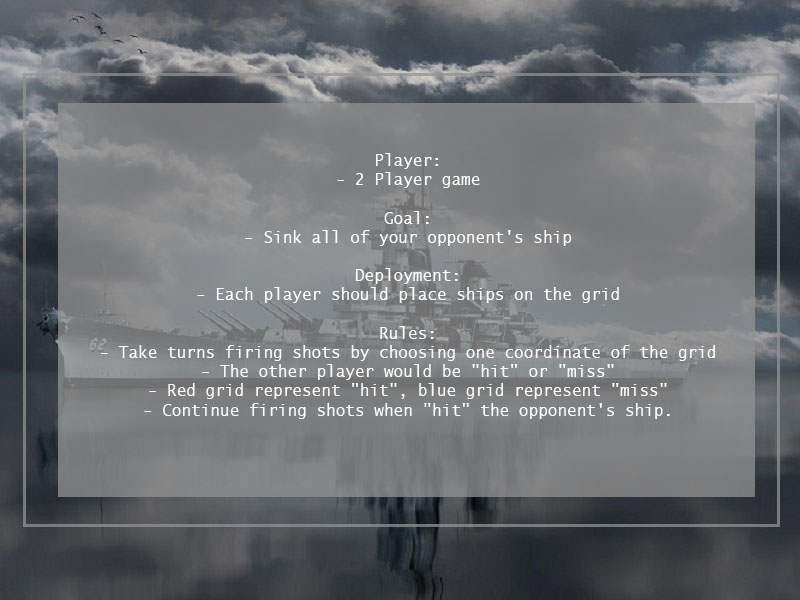 Player:
- 2 Player game
Goal:
- Sink all of your opponent's ship
Deployment:
- Each player should place ships on the grid
Rules:
- Take turns firing shots by choosing one coordinate of the grid
- The other player would be "hit" or "miss"
- Red grid represent "hit", blue grid represent "miss"
- Continue firing shots when "hit" the opponent's ship.
62